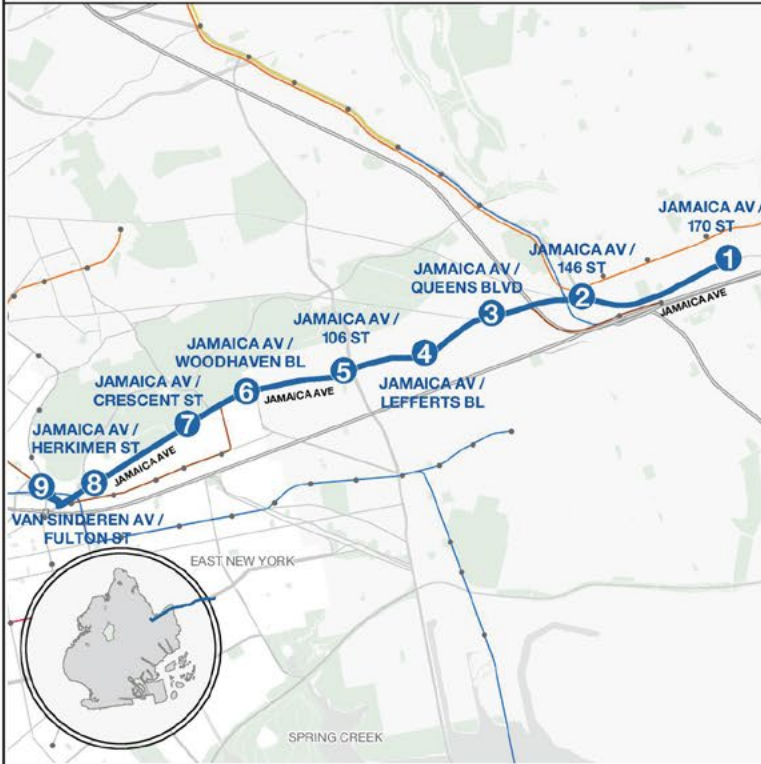 JAMAICA AV /
170 ST
1
JAMAICA AV /
146 ST
2
JAMAICA AVE
JAMAICA AV /
QUEENS BLVD
3
JAMAICA AV /
106 ST
4
JAMAICA AV /
LEFFERTS BL
5
JAMAICA AV /
WOODHAVEN BL
6
JAMAICA AVE
JAMAICA AV /
CRESCENT ST
7
JAMAICA AV /
HERKIMER ST
8
JAMAICA AVE
9
VAN SINDEREN AV /
FULTON ST
EAST NEW YORK
SPRING CREEK